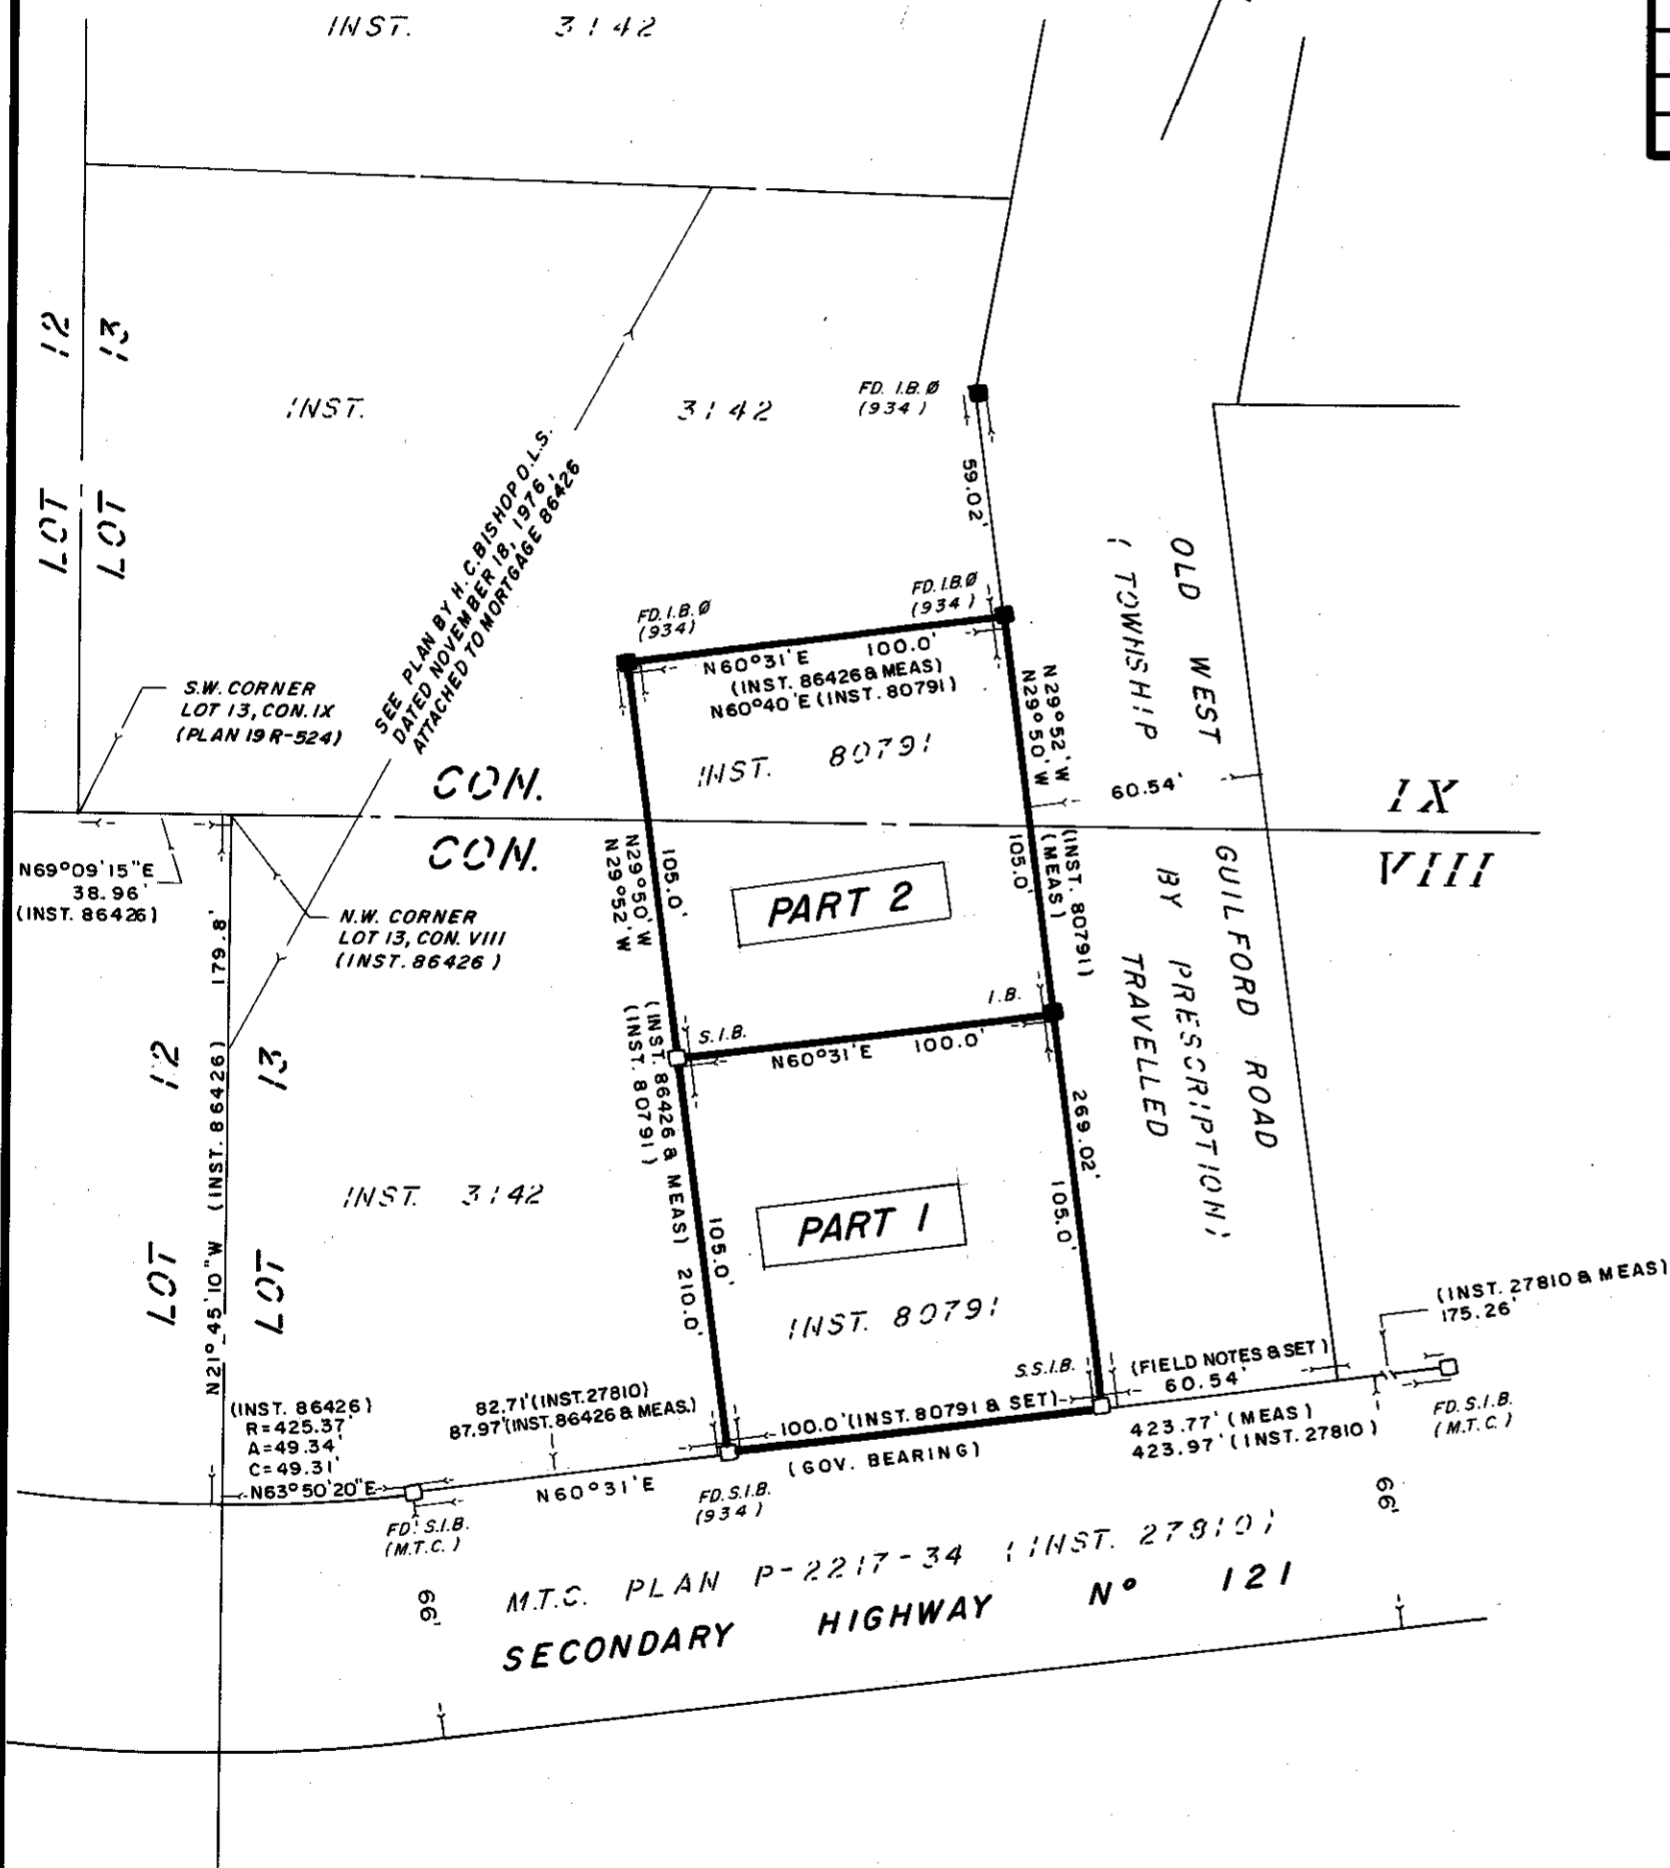 INST. 3142
LOT 12
LOT 13
INST. 3142
FD. I.B.Ø
(934)
59.02'
SEE PLAN BY H.C.BISHOP O.L.S.
DATED NOVEMBER 18, 1976,
ATTACHED TO MORTGAGE 86426
OLD WEST GUILFORD ROAD
(TOWNSHIP BY PRESCRIPTION)
TRAVELLED
FD. I.B.Ø
(934)
FD. I.B.Ø
(934)
N60°31'E 100.0'
(INST. 86426 & MEAS)
N60°40'E (INST. 80791)
S.W. CORNER
LOT 13, CON. IX
(PLAN 19R-524)
INST. 80791
N29°52'W (INST. 80791)
N29°50'W (MEAS)
60.54'
CON. IX
CON. VIII
N69°09'15"E
38.96'
(INST. 86426)
N.W. CORNER
LOT 13, CON. VIII
(INST. 86426)
105.0'
N29°50'W (INST. 86426 & MEAS) 210.0'
N29°52'W (INST. 80791)
105.0'
PART 2
I.B.
S.I.B.
N60°31'E 100.0'
N21°45'10"W (INST. 86426) 179.8'
LOT 12
LOT 13
INST. 3142
269.02'
105.0'
105.0'
PART 1
INST. 80791
(INST. 27810 & MEAS)
175.26'
S.S.I.B.
(FIELD NOTES & SET)
60.54'
(INST. 86426)
R=425.37'
A=49.34'
C=49.31'
N63°50'20"E
82.71' (INST. 27810)
87.97' (INST. 86426 & MEAS.)
100.0' (INST. 80791 & SET)
(GOV. BEARING)
423.77' (MEAS)
423.97' (INST. 27810)
FD. S.I.B.
(M.T.C.)
N60°31'E
FD. S.I.B.
(934)
FD. S.I.B.
(M.T.C.)
66'
66'
M.T.C. PLAN P-2217-34 (INST. 27810)
SECONDARY HIGHWAY Nº 121